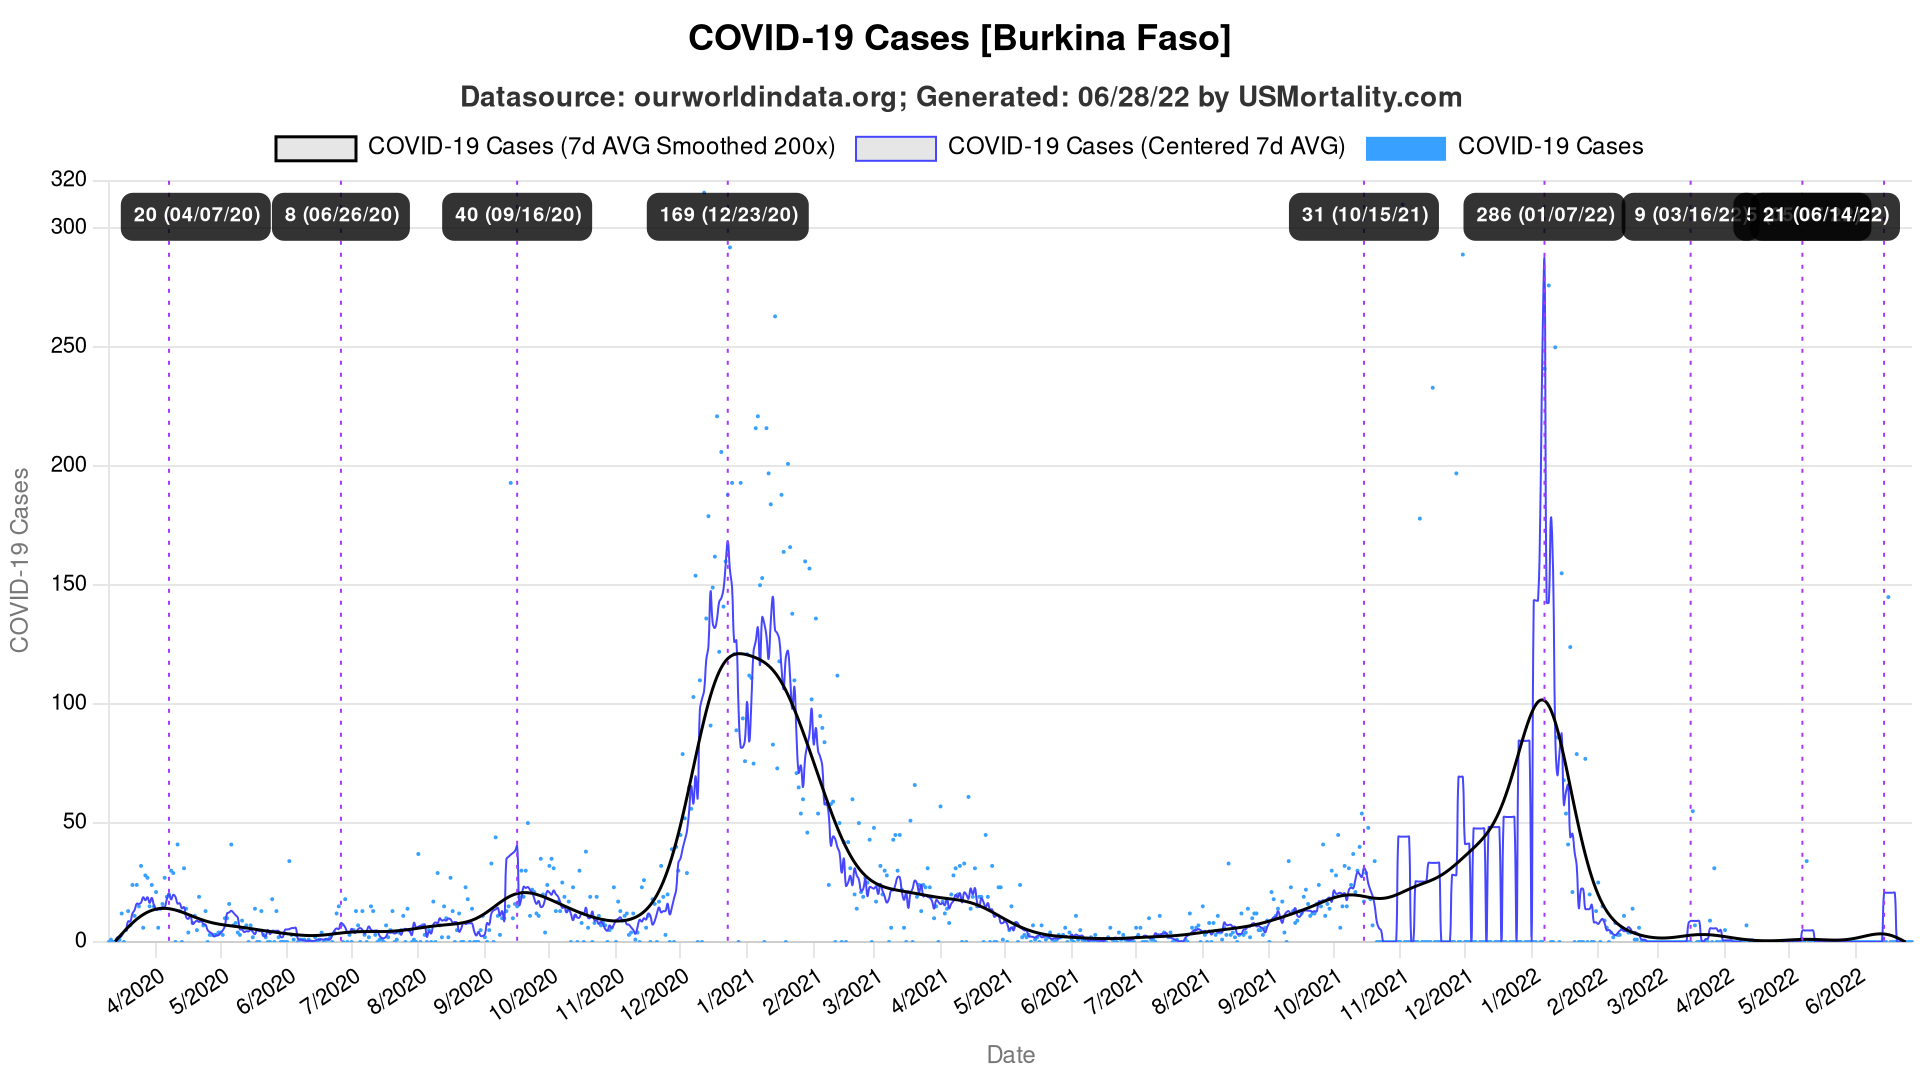 COVID-19 Cases [Burkina Faso]
Datasource: ourworldindata.org; Generated: 06/28/22 by USMortality.com
COVID-19 Cases (7d AVG Smoothed 200x) COVID-19 Cases (Centered 7d AVG) COVID-19 Cases
320
20 (04/07/20) 8 (06/26/20) 40 (09/16/20) 169 (12/23/20) 31 (10/15/21) 286 (01/07/22) 9 (03/16/22) 21 (06/14/22)
300
250
200
150
100
50
0
COVID-19 Cases
4/2020 5/2020 6/2020 7/2020 8/2020 9/2020 10/2020 11/2020 12/2020 1/2021 2/2021 3/2021 4/2021 5/2021 6/2021 7/2021 8/2021 9/2021 10/2021 11/2021 12/2021 1/2022 2/2022 3/2022 4/2022 5/2022 6/2022
Date